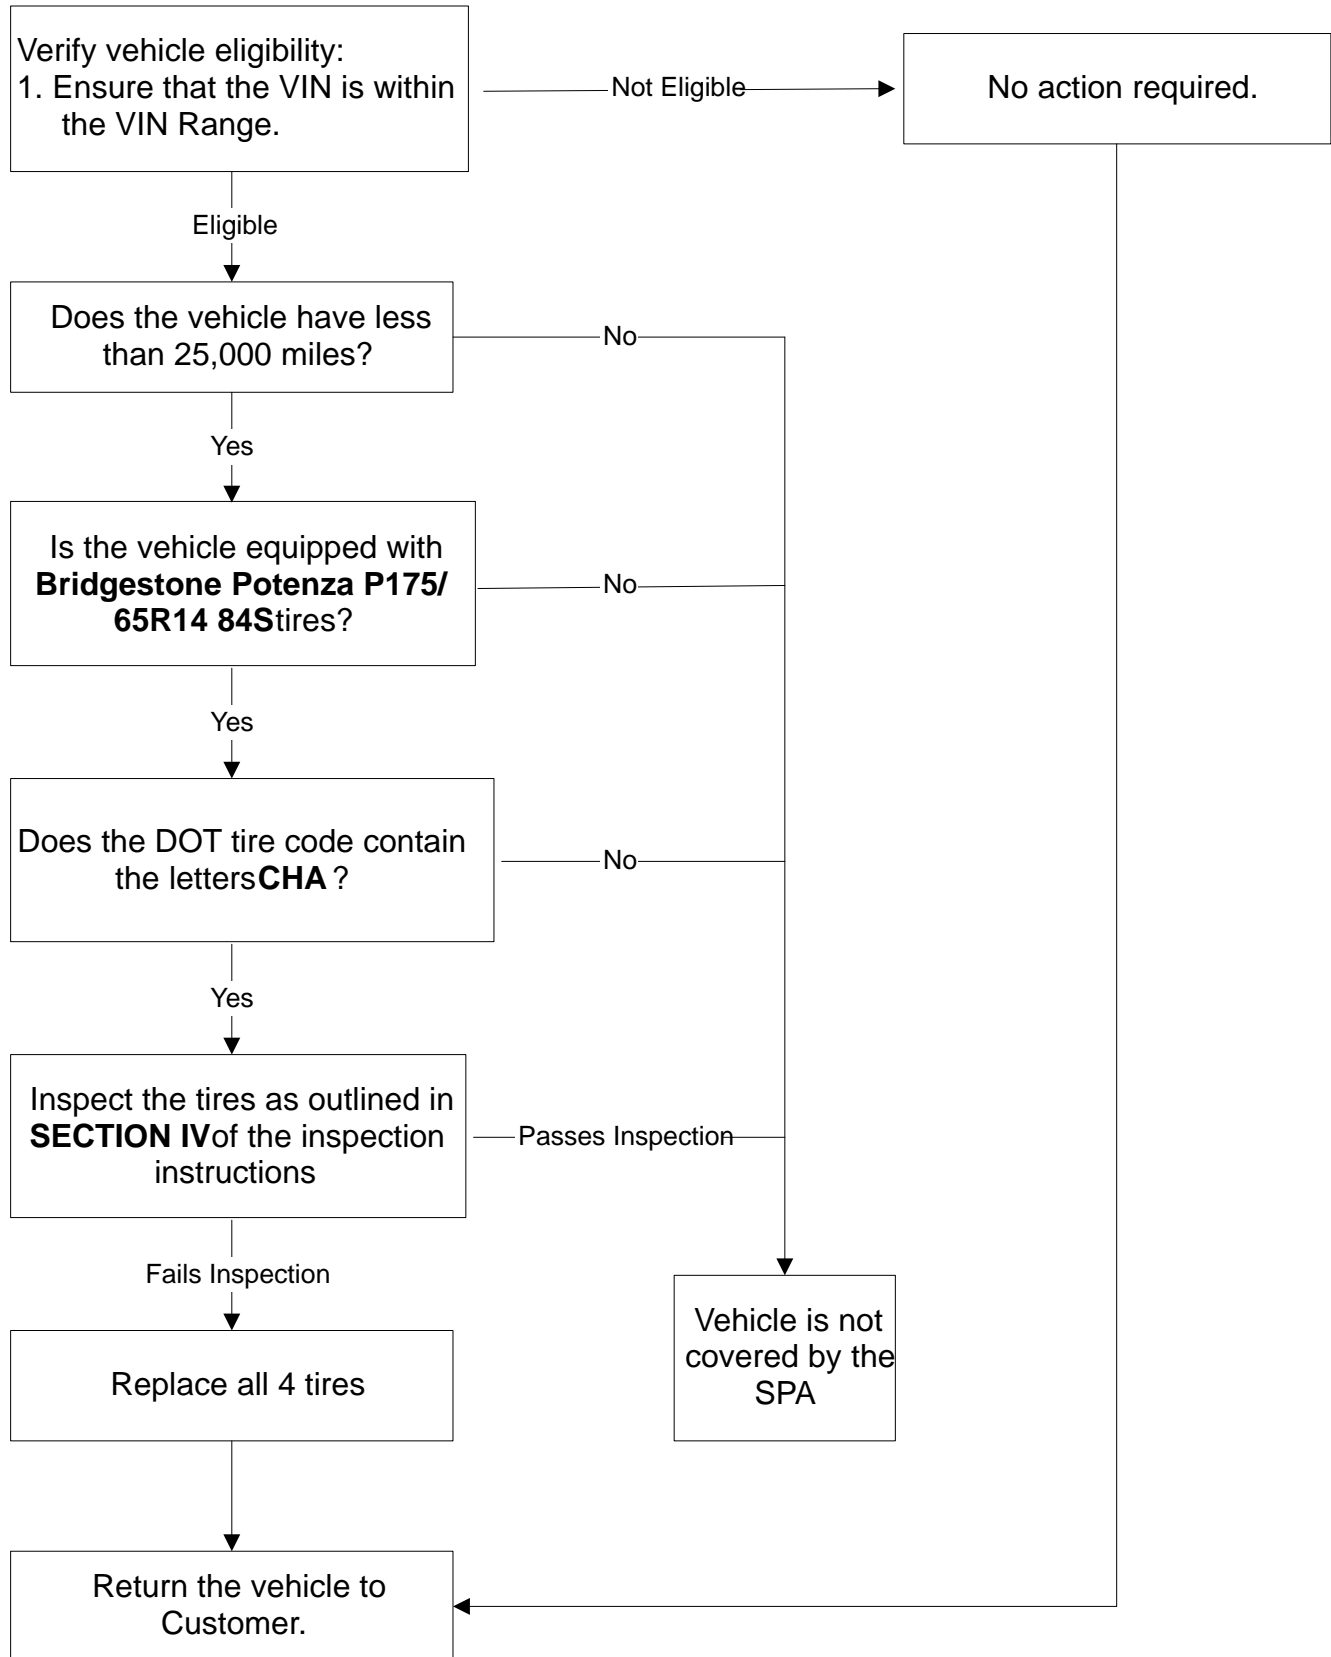 Verify vehicle eligibility:
1. Ensure that the VIN is within
the VIN Range.
Not Eligible
No action required.
Eligible
Does the vehicle have less
than 25,000 miles?
No
Yes
Is the vehicle equipped with
Bridgestone Potenza P175/
65R14 84S tires?
No
Yes
Does the DOT tire code contain
the letters CHA ?
No
Yes
Inspect the tires as outlined in
SECTION IV of the inspection
instructions
Passes Inspection
Fails Inspection
Replace all 4 tires
Vehicle is not
covered by the
SPA
Return the vehicle to
Customer.